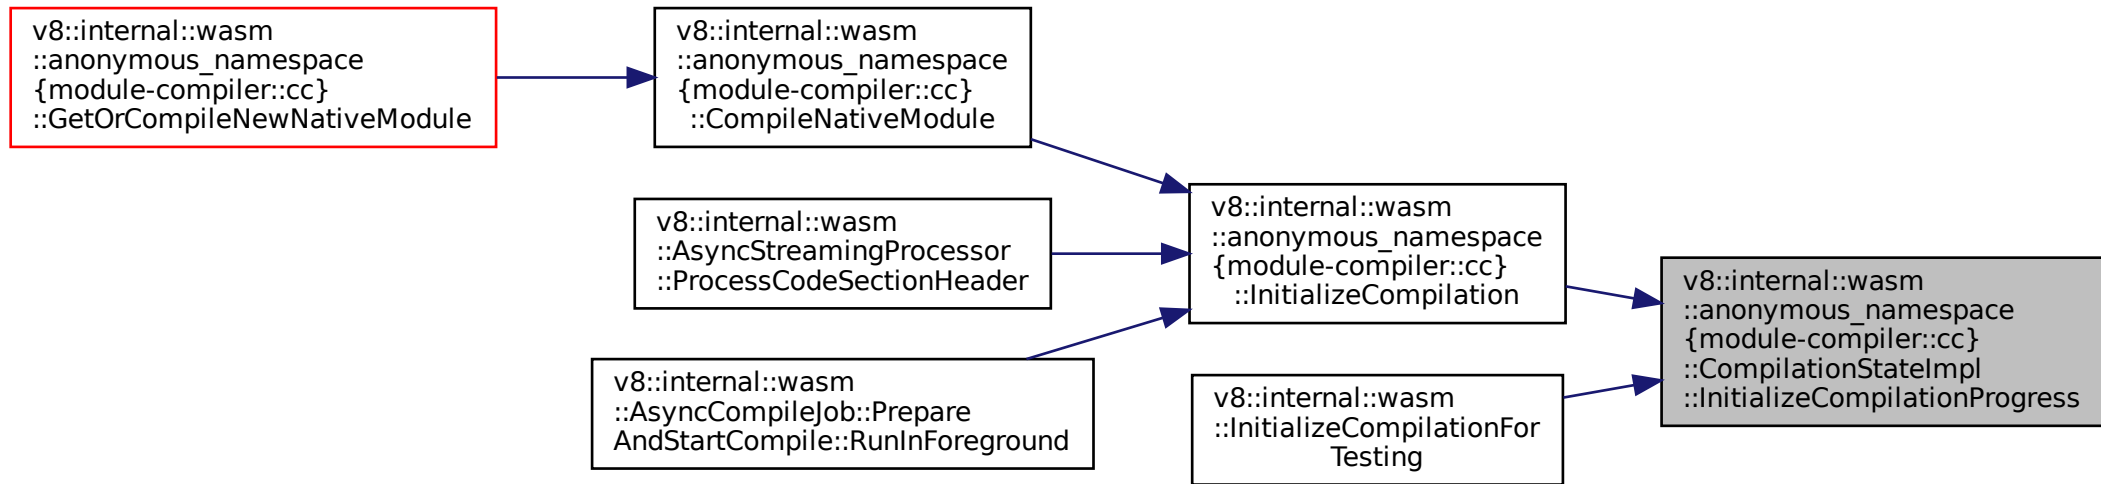 v8::internal::wasm
::anonymous_namespace
{module-compiler::cc}
::GetOrCompileNewNativeModule
v8::internal::wasm
::anonymous_namespace
{module-compiler::cc}
::CompileNativeModule
v8::internal::wasm
::AsyncStreamingProcessor
::ProcessCodeSectionHeader
v8::internal::wasm
::AsyncCompileJob::Prepare
AndStartCompile::RunInForeground
v8::internal::wasm
::anonymous_namespace
{module-compiler::cc}
::InitializeCompilation
v8::internal::wasm
::InitializeCompilationFor
Testing
v8::internal::wasm
::anonymous_namespace
{module-compiler::cc}
::CompilationStateImpl
::InitializeCompilationProgress